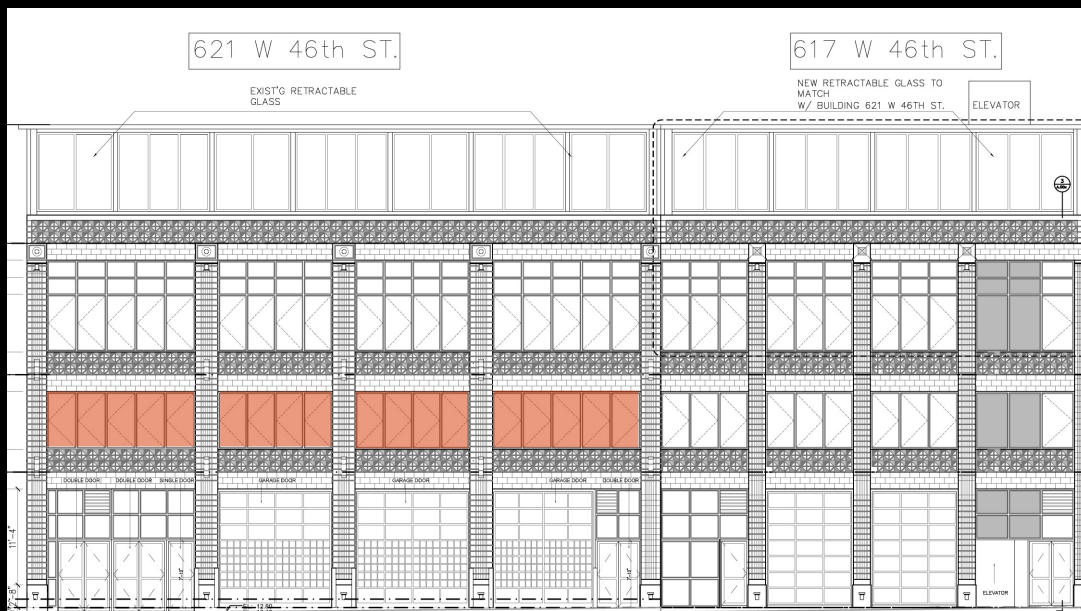 621 W 46th ST.
617 W 46th ST.
EXIST'G RETRACTABLE
GLASS
NEW RETRACTABLE GLASS TO
MATCH
W/ BUILDING 621 W 46TH ST.
ELEVATOR
3
DOUBLE DOOR
DOUBLE DOOR
SINGLE DOOR
GARAGE DOOR
GARAGE DOOR
GARAGE DOOR
DOUBLE DOOR
11'-4"
ELEVATOR